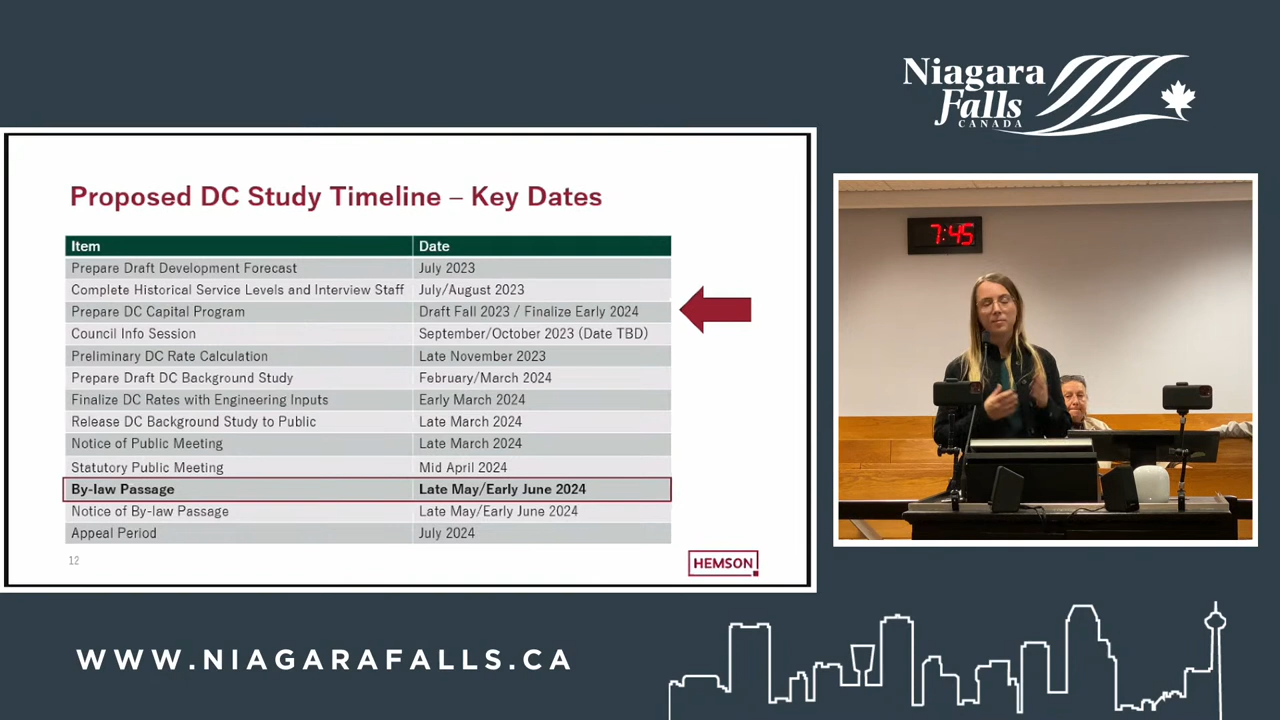 Niagara
Falls
CANADA
Proposed DC Study Timeline – Key Dates
Item Date
Prepare Draft Development Forecast July 2023
Complete Historical Service Levels and Interview Staff July/August 2023
Prepare DC Capital Program Draft Fall 2023 / Finalize Early 2024
Council Info Session September/October 2023 (Date TBD)
Preliminary DC Rate Calculation Late November 2023
Prepare Draft DC Background Study February/March 2024
Finalize DC Rates with Engineering Inputs Early March 2024
Release DC Background Study to Public Late March 2024
Notice of Public Meeting Late March 2024
Statutory Public Meeting Mid April 2024
By-law Passage Late May/Early June 2024
Notice of By-law Passage Late May/Early June 2024
Appeal Period July 2024
12
HEMSON
7:45
WWW.NIAGARAFALLS.CA